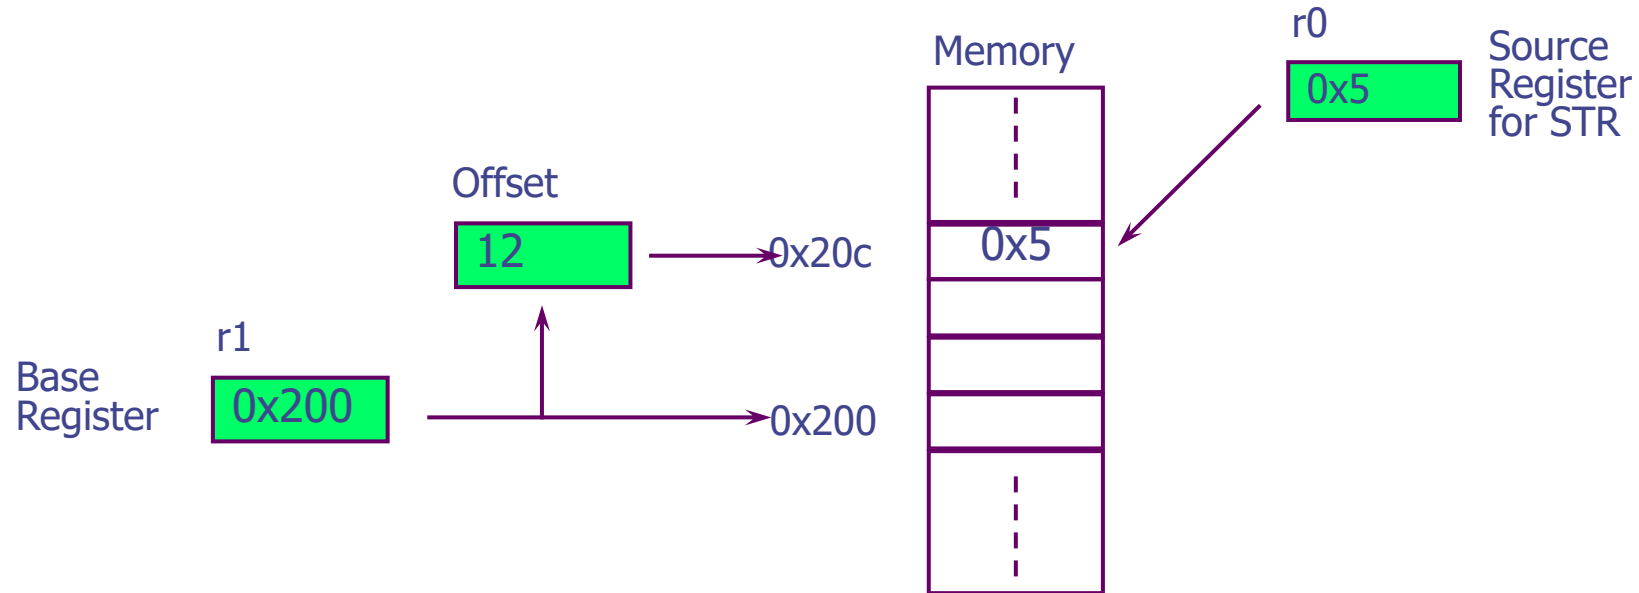 r0
Memory
Source
Register
for STR
0x5
Offset
12
0x20c
0x5
r1
Base
Register
0x200
0x200